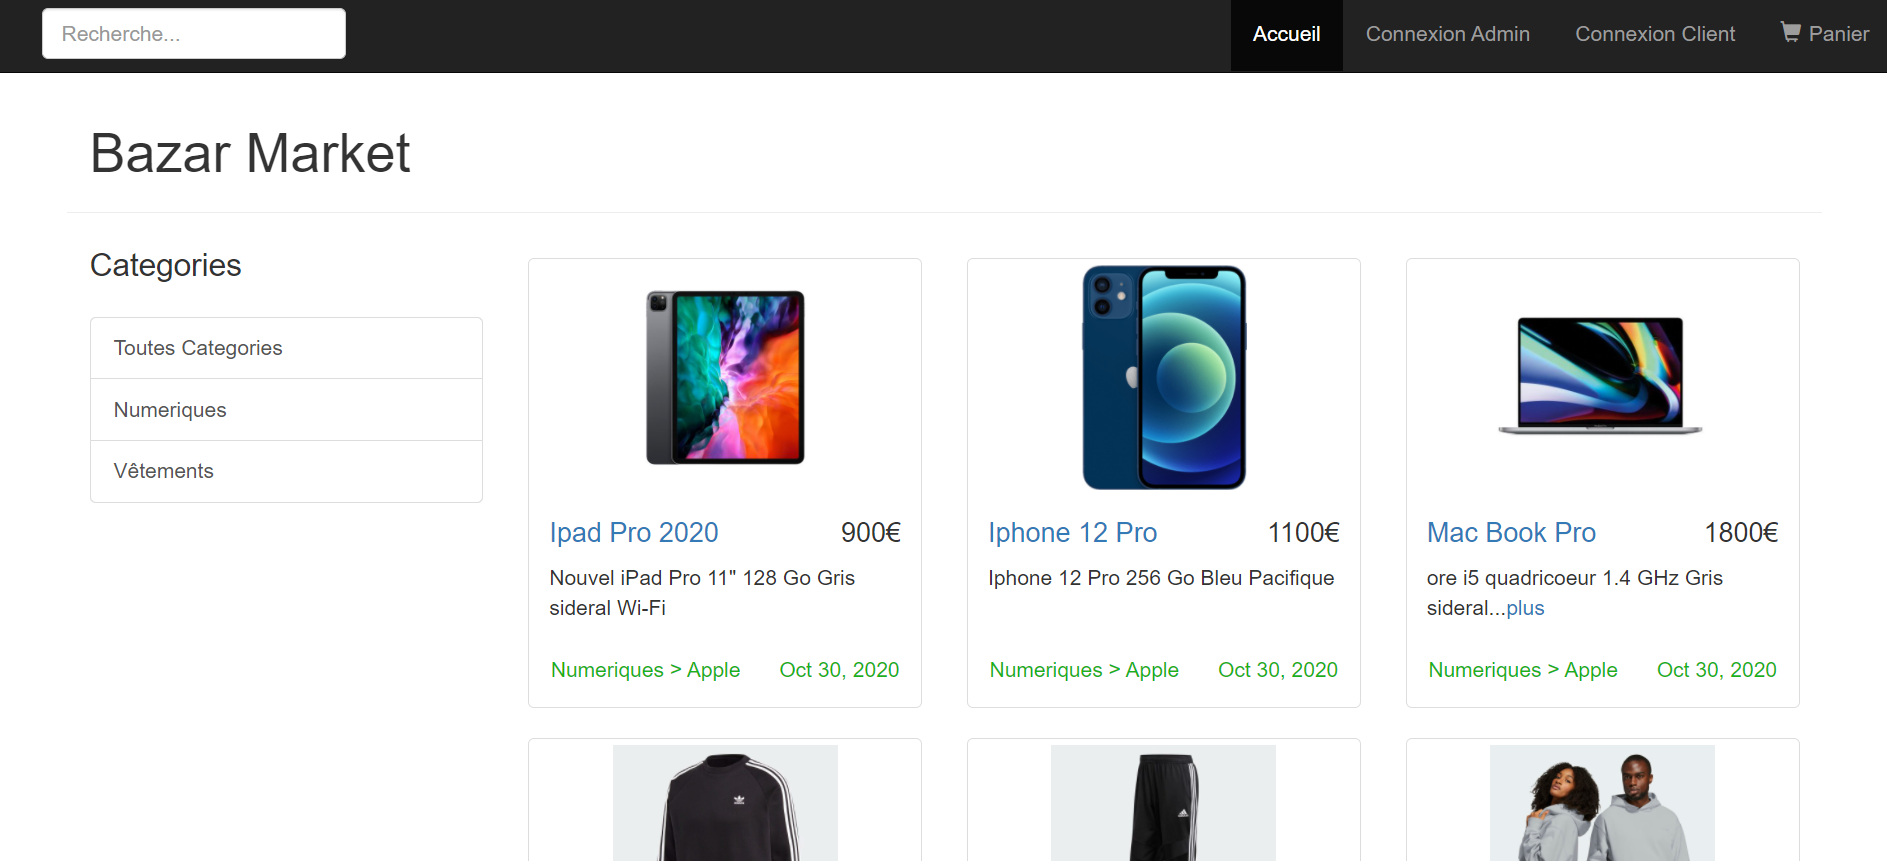 Recherche...
Accueil
Connexion Admin
Connexion Client
Panier
Bazar Market
Categories
Toutes Categories
Numeriques
Vêtements
Ipad Pro 2020 900€
Nouvel iPad Pro 11" 128 Go Gris
sideral Wi-Fi
Numeriques > Apple Oct 30, 2020
Iphone 12 Pro 1100€
Iphone 12 Pro 256 Go Bleu Pacifique
Numeriques > Apple Oct 30, 2020
Mac Book Pro 1800€
ore i5 quadricoeur 1.4 GHz Gris
sideral...plus
Numeriques > Apple Oct 30, 2020